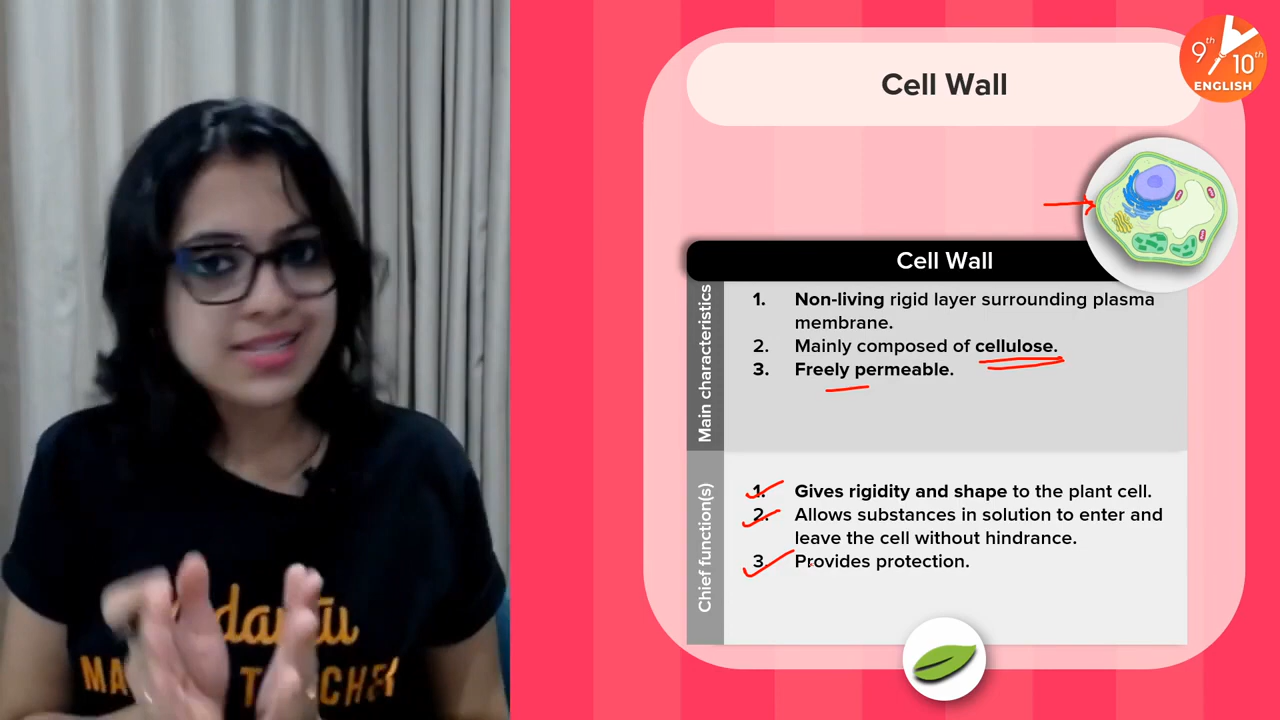 Cell Wall
9th
10th
ENGLISH
Cell Wall
Main characteristics
1. Non-living rigid layer surrounding plasma
membrane.
2. Mainly composed of cellulose.
3. Freely permeable.
Chief function(s)
1. Gives rigidity and shape to the plant cell.
2. Allows substances in solution to enter and
leave the cell without hindrance.
3. Provides protection.